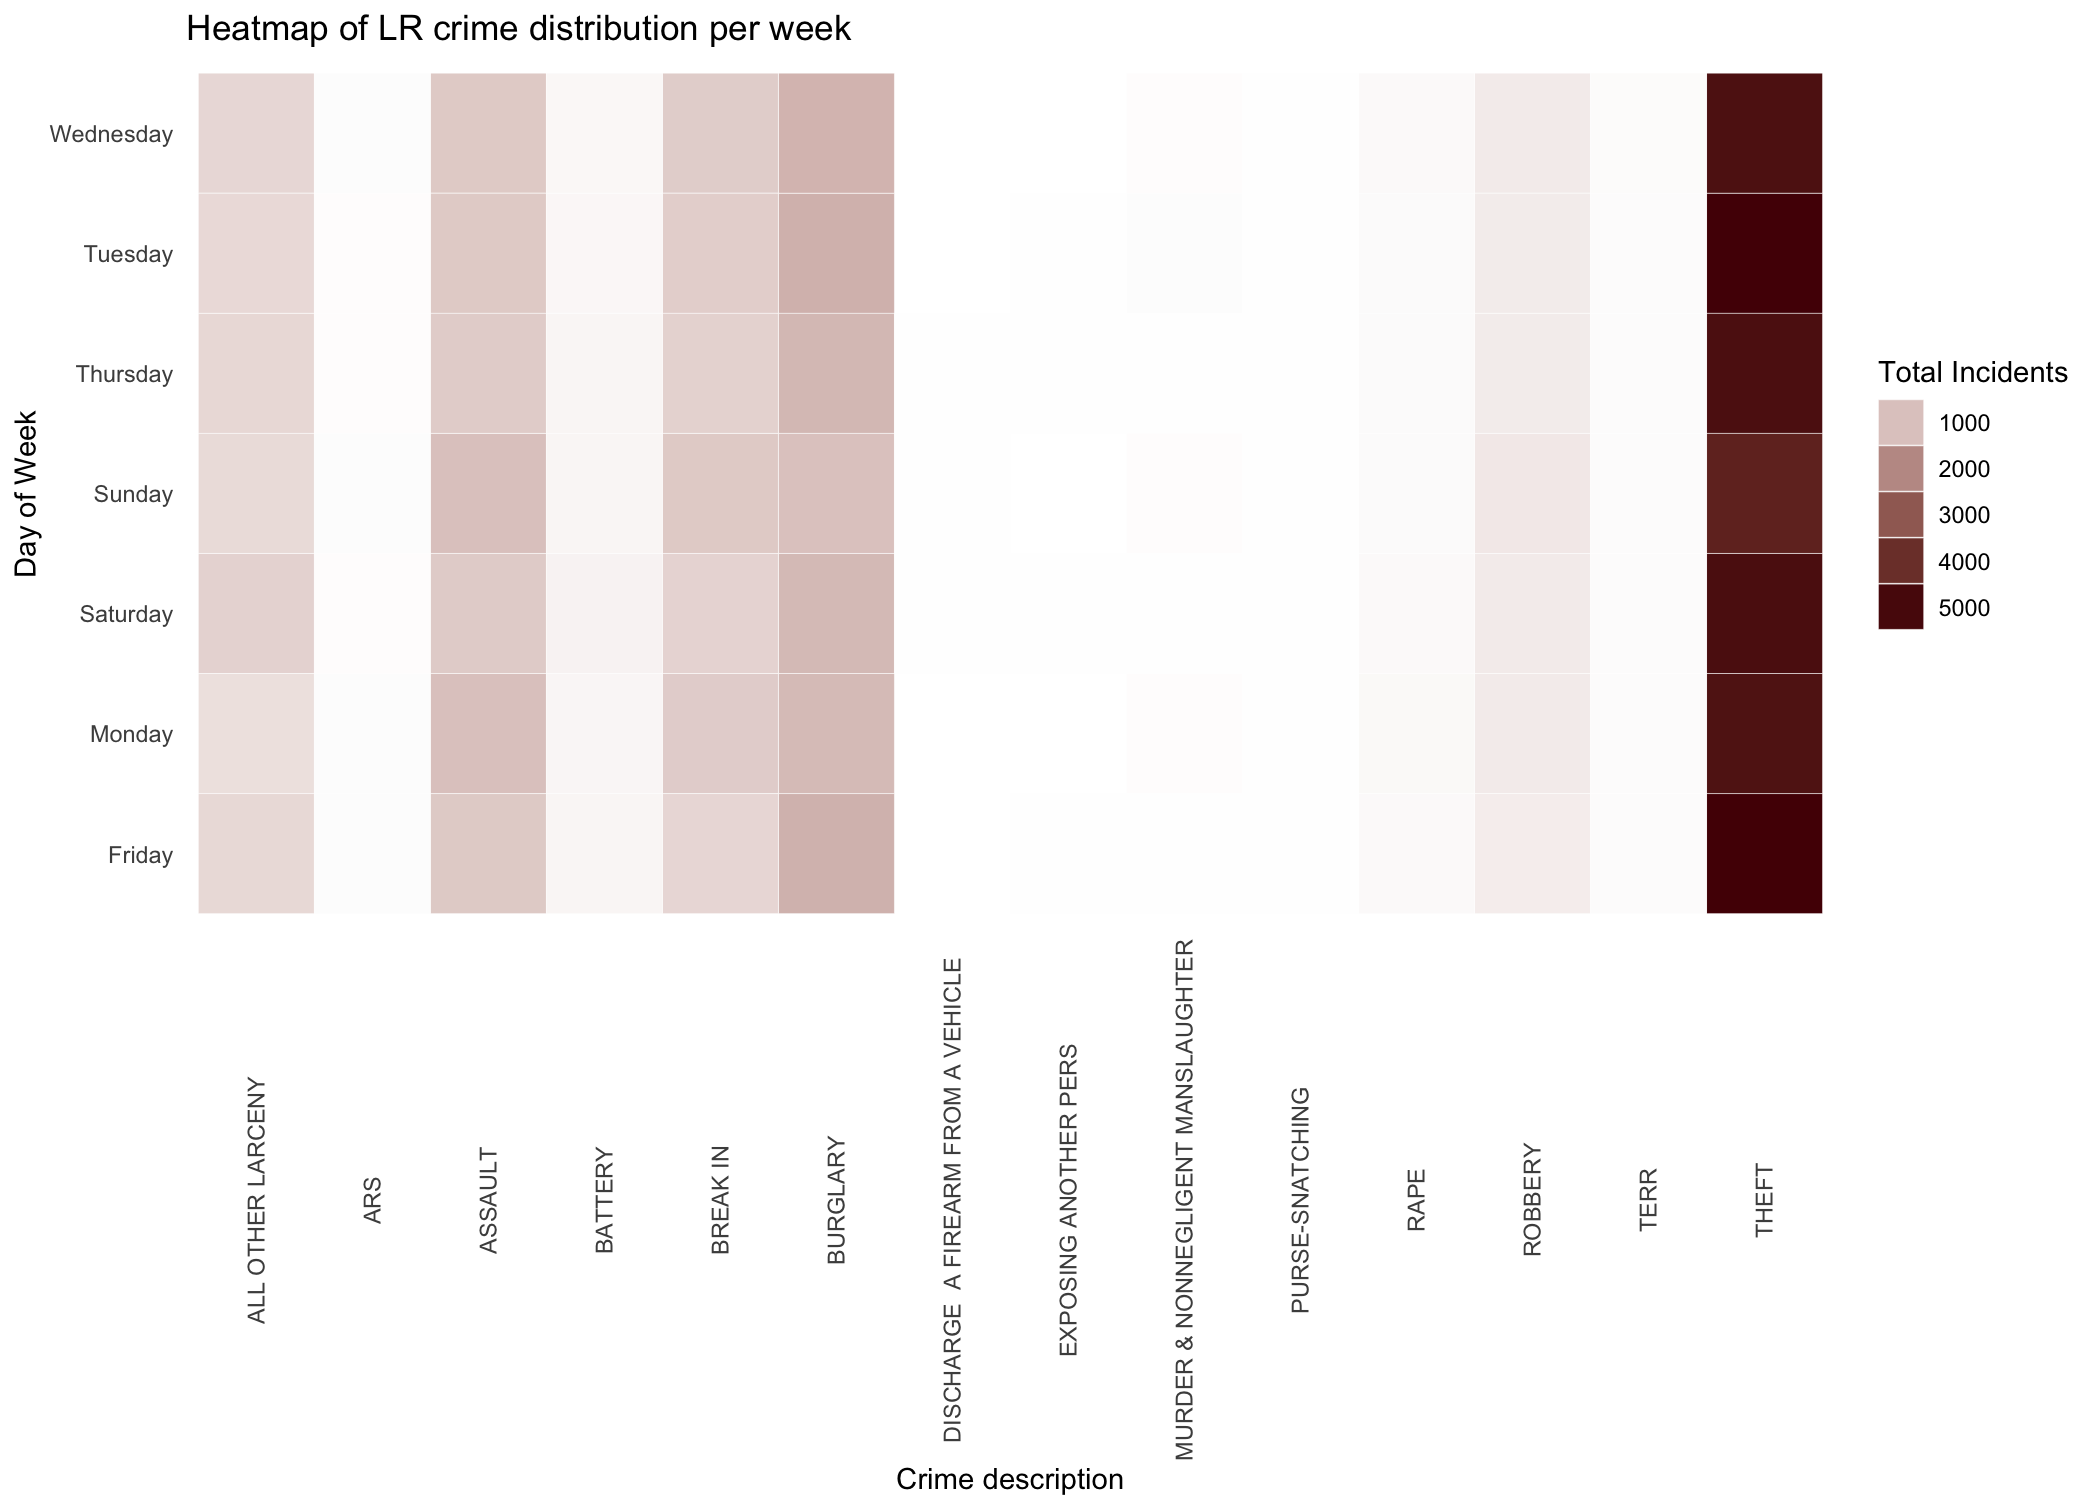 Heatmap of LR crime distribution per week
Day of Week
Wednesday
Tuesday
Thursday
Sunday
Saturday
Monday
Friday
ALL OTHER LARCENY
ARS
ASSAULT
BATTERY
BREAK IN
BURGLARY
DISCHARGE  A FIREARM FROM A VEHICLE
EXPOSING ANOTHER PERS
MURDER & NONNEGLIGENT MANSLAUGHTER
PURSE-SNATCHING
RAPE
ROBBERY
TERR
THEFT
Crime description
Total Incidents
1000
2000
3000
4000
5000